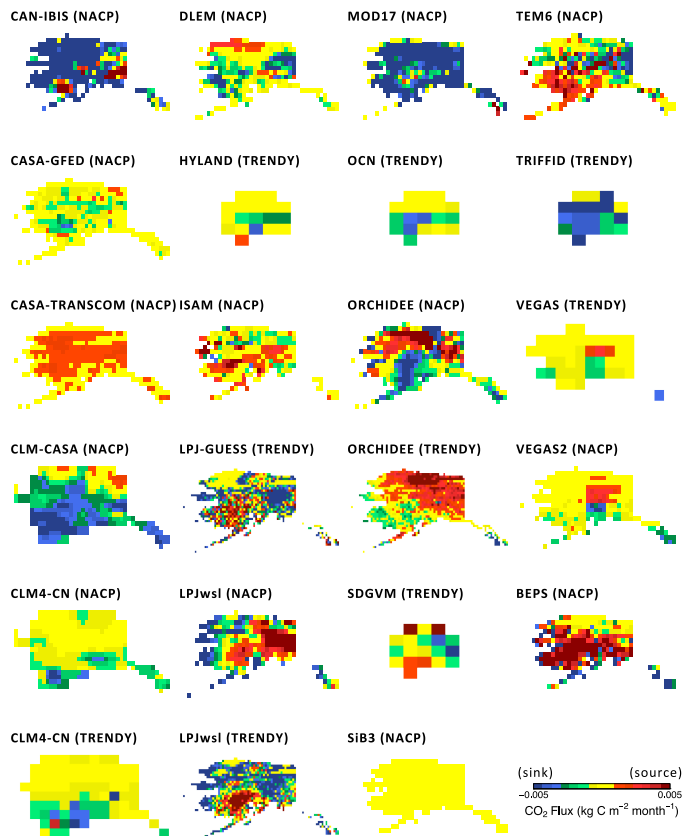 CAN-IBIS (NACP) DLEM (NACP) MOD17 (NACP) TEM6 (NACP)
CASA-GFED (NACP) HYLAND (TRENDY) OCN (TRENDY) TRIFFID (TRENDY)
CASA-TRANSCOM (NACP) ISAM (NACP) ORCHIDEE (NACP) VEGAS (TRENDY)
CLM-CASA (NACP) LPJ-GUESS (TRENDY) ORCHIDEE (TRENDY) VEGAS2 (NACP)
CLM4-CN (NACP) LPJwsl (NACP) SDGVM (TRENDY) BEPS (NACP)
CLM4-CN (TRENDY) LPJwsl (TRENDY) SiB3 (NACP)
(sink) (source)
−0.005 0.005
CO₂ Flux (kg C m⁻² month⁻¹)